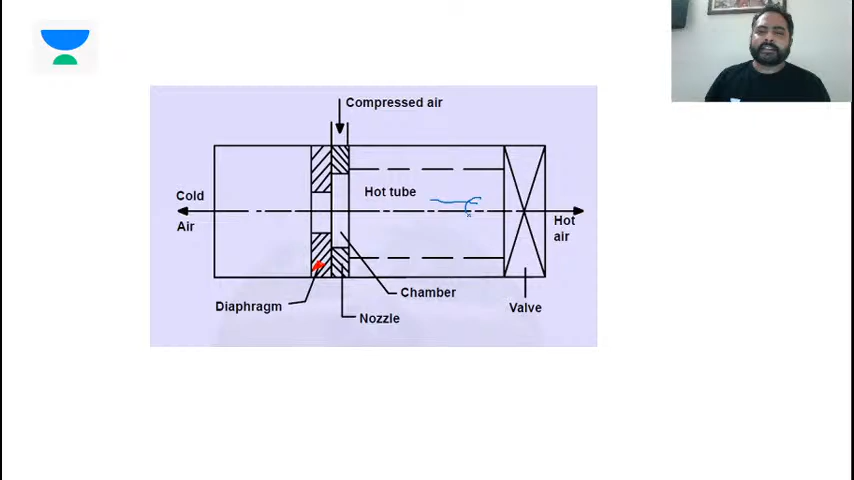 Compressed air
Hot tube
Cold
Air
Hot
air
Chamber
Diaphragm
Nozzle
Valve